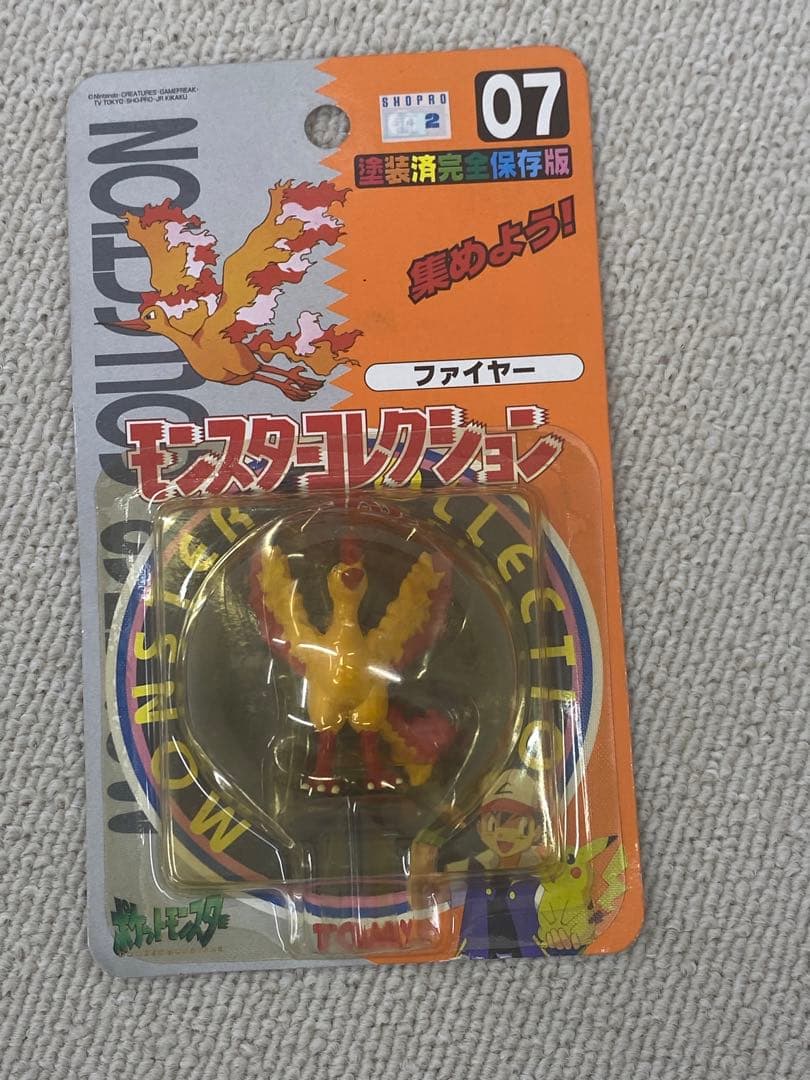 ©Nintendo・CREATURES・GAMEFREAK・
TV TOKYO・SHO-PRO・JR KIKAKU
SHOPRO
2
07
塗装済完全保存版
集めよう!
ファイヤー
モンスターコレクション
MONSTER COLLECTION
ポケットモンスター
TOMY